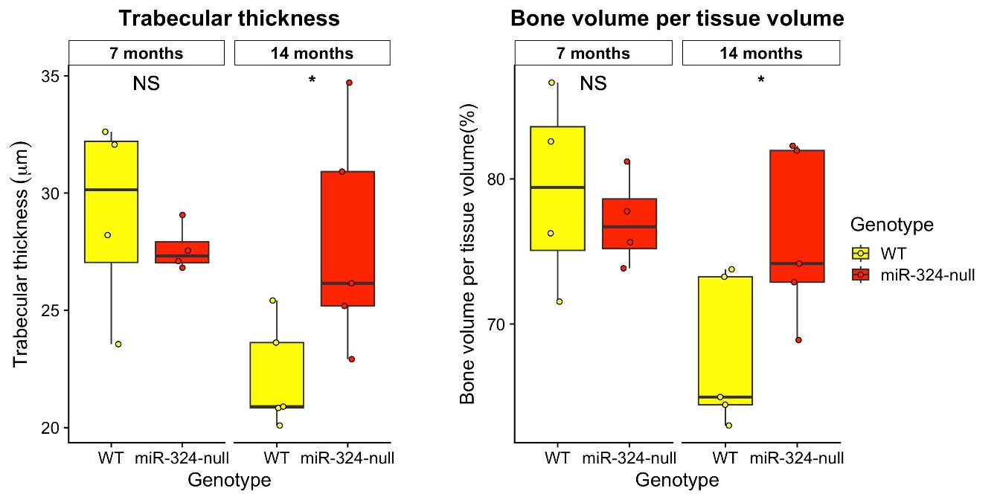 Trabecular thickness
7 months
14 months
NS
*
35
30
25
20
Trabecular thickness (μm)
WT
miR-324-null
WT
miR-324-null
Genotype
Bone volume per tissue volume
7 months
14 months
NS
*
80
70
Bone volume per tissue volume(%)
WT
miR-324-null
WT
miR-324-null
Genotype
Genotype
WT
miR-324-null